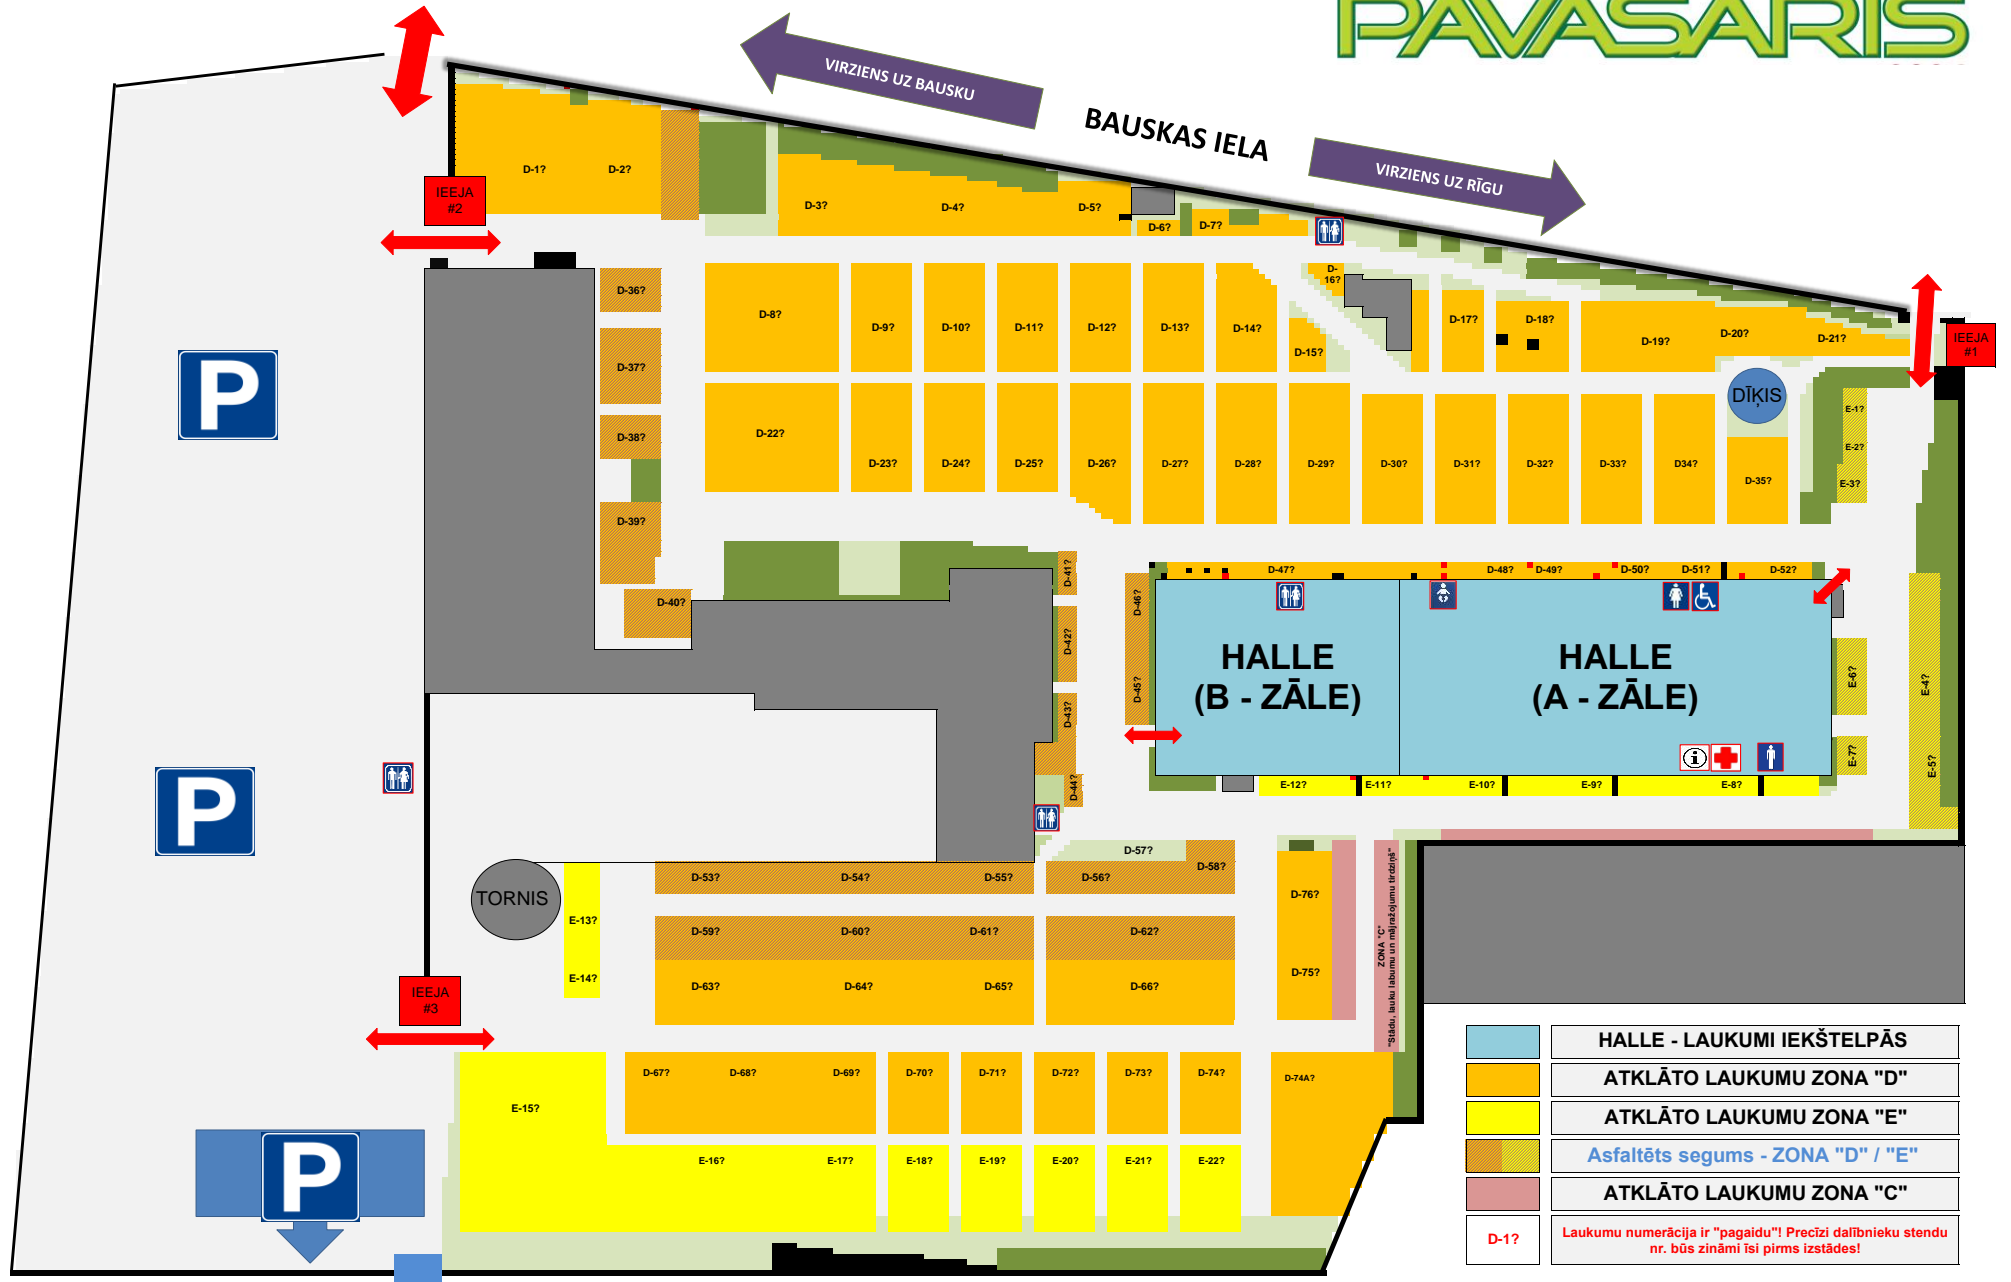 PAVASARIS
VIRZIENS UZ BAUSKU
BAUSKAS IELA
VIRZIENS UZ RĪGU
IEEJA
#2
D-1?
D-2?
D-3?
D-4?
D-5?
D-6?
D-7?
D-36?
D-37?
D-38?
D-39?
D-40?
D-8?
D-9?
D-10?
D-11?
D-12?
D-13?
D-14?
D-15?
D-
16?
D-17?
D-18?
D-19?
D-20?
D-21?
IEEJA
#1
DĪĶIS
D-22?
D-23?
D-24?
D-25?
D-26?
D-27?
D-28?
D-29?
D-30?
D-31?
D-32?
D-33?
D34?
D-35?
E-1?
E-2?
E-3?
P
P
D-41?
D-42?
D-43?
D-44?
D-46?
D-45?
D-47?
D-48?
D-49?
D-50?
D-51?
D-52?
HALLE
(B - ZĀLE)
HALLE
(A - ZĀLE)
i
E-6?
E-7?
E-4?
E-5?
E-12?
E-11?
E-10?
E-9?
E-8?
TORNIS
E-13?
E-14?
D-53?
D-54?
D-55?
D-56?
D-57?
D-58?
D-59?
D-60?
D-61?
D-62?
D-63?
D-64?
D-65?
D-66?
D-76?
D-75?
ZONA "C"
"Stādu, lauku labumu un mājražojumu tirdziņš"
IEEJA
#3
E-15?
D-67?
D-68?
D-69?
D-70?
D-71?
D-72?
D-73?
D-74?
D-74A?
E-16?
E-17?
E-18?
E-19?
E-20?
E-21?
E-22?
P
HALLE - LAUKUMI IEKŠTELPĀS
ATKLĀTO LAUKUMU ZONA "D"
ATKLĀTO LAUKUMU ZONA "E"
Asfaltēts segums - ZONA "D" / "E"
ATKLĀTO LAUKUMU ZONA "C"
D-1?
Laukumu numerācija ir "pagaidu"! Precīzi dalībnieku stendu
nr. būs zināmi īsi pirms izstādes!